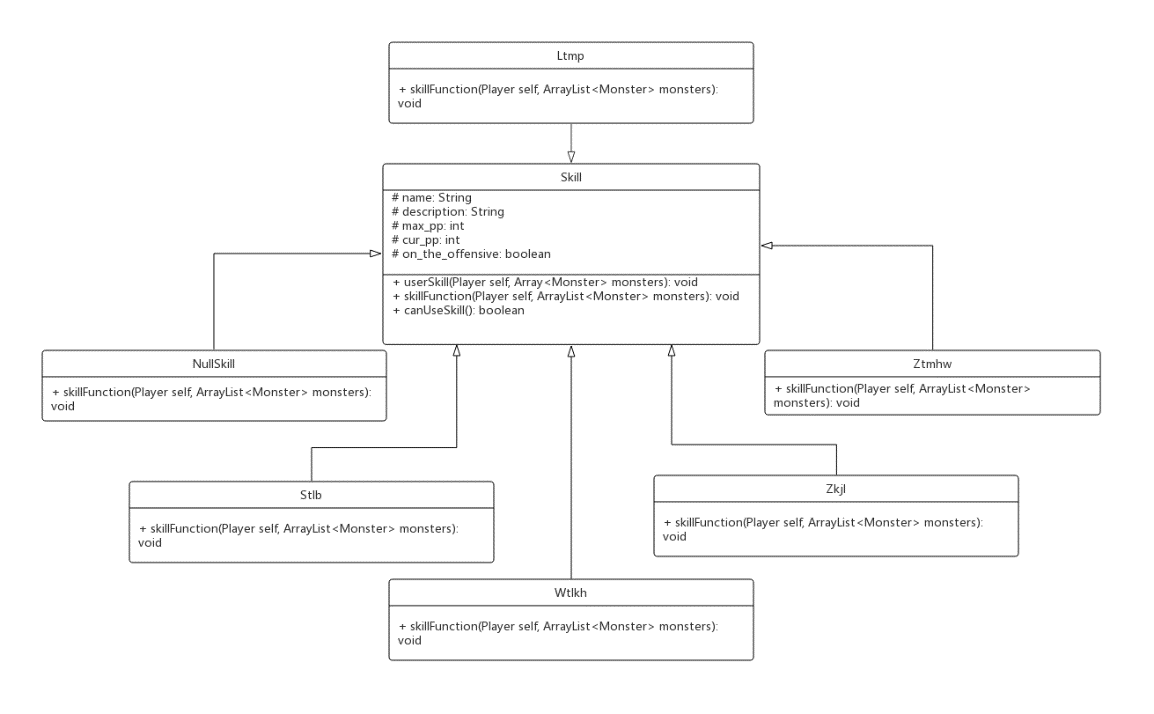 Ltmp
+ skillFunction(Player self, ArrayList<Monster> monsters):
void
Skill
# name: String
# description: String
# max_pp: int
# cur_pp: int
# on_the_offensive: boolean
+ userSkill(Player self, Array<Monster> monsters): void
+ skillFunction(Player self, ArrayList<Monster> monsters): void
+ canUseSkill(): boolean
NullSkill
+ skillFunction(Player self, ArrayList<Monster> monsters):
void
Ztmhw
+ skillFunction(Player self, ArrayList<Monster>
monsters): void
Stlb
+ skillFunction(Player self, ArrayList<Monster> monsters):
void
Zkjl
+ skillFunction(Player self, ArrayList<Monster> monsters):
void
Wtlkh
+ skillFunction(Player self, ArrayList<Monster> monsters):
void